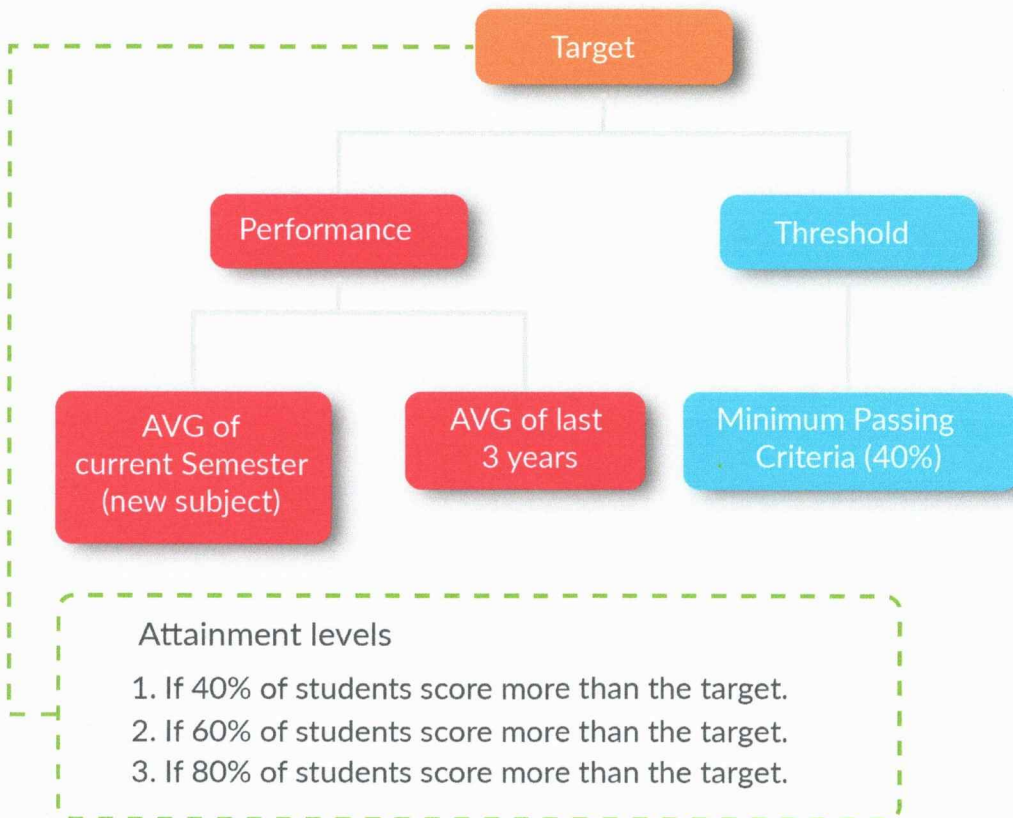 Target
Performance
Threshold
AVG of
current Semester
(new subject)
AVG of last
3 years
Minimum Passing
Criteria (40%)
Attainment levels
1. If 40% of students score more than the target.
2. If 60% of students score more than the target.
3. If 80% of students score more than the target.